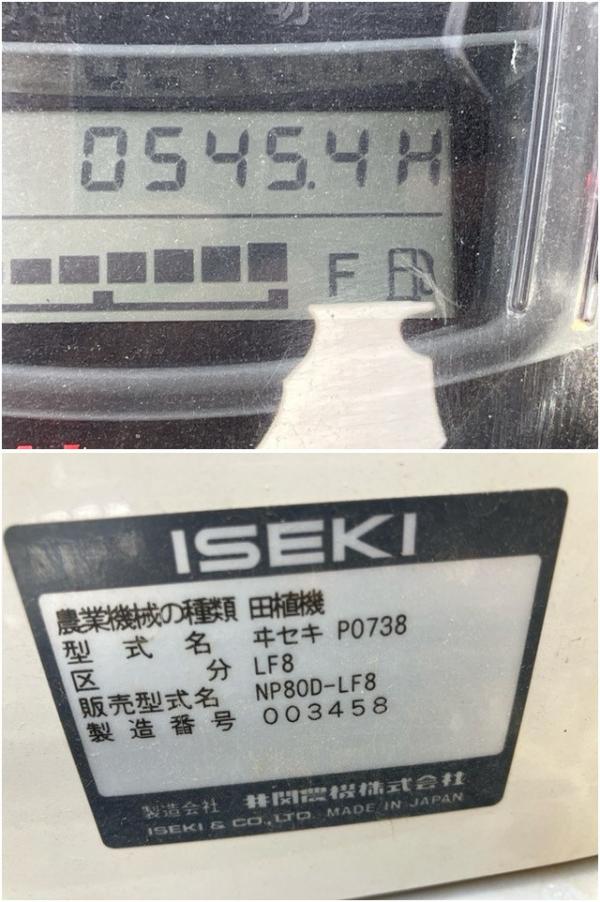 0545.4H
F
ISEKI
農業機械の種類 田植機
型式名 ヰセキ P0738
区分 LF8
販売型式名 NP80D-LF8
製造番号 003458
製造会社 井関農機株式会社
ISEKI & CO.,LTD. MADE IN JAPAN